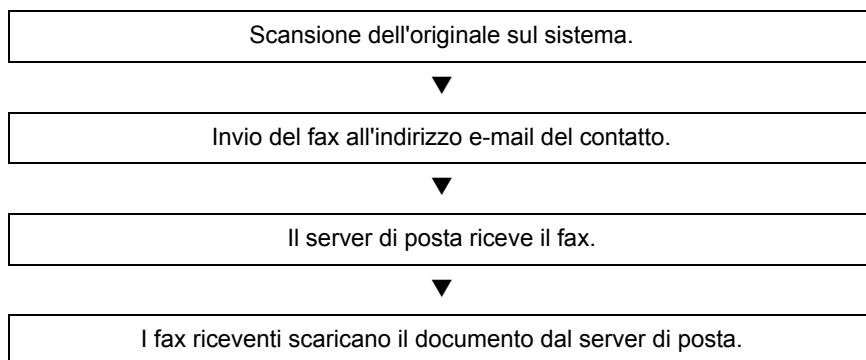 Scansione dell'originale sul sistema.
▼
Invio del fax all'indirizzo e-mail del contatto.
▼
Il server di posta riceve il fax.
▼
I fax riceventi scaricano il documento dal server di posta.